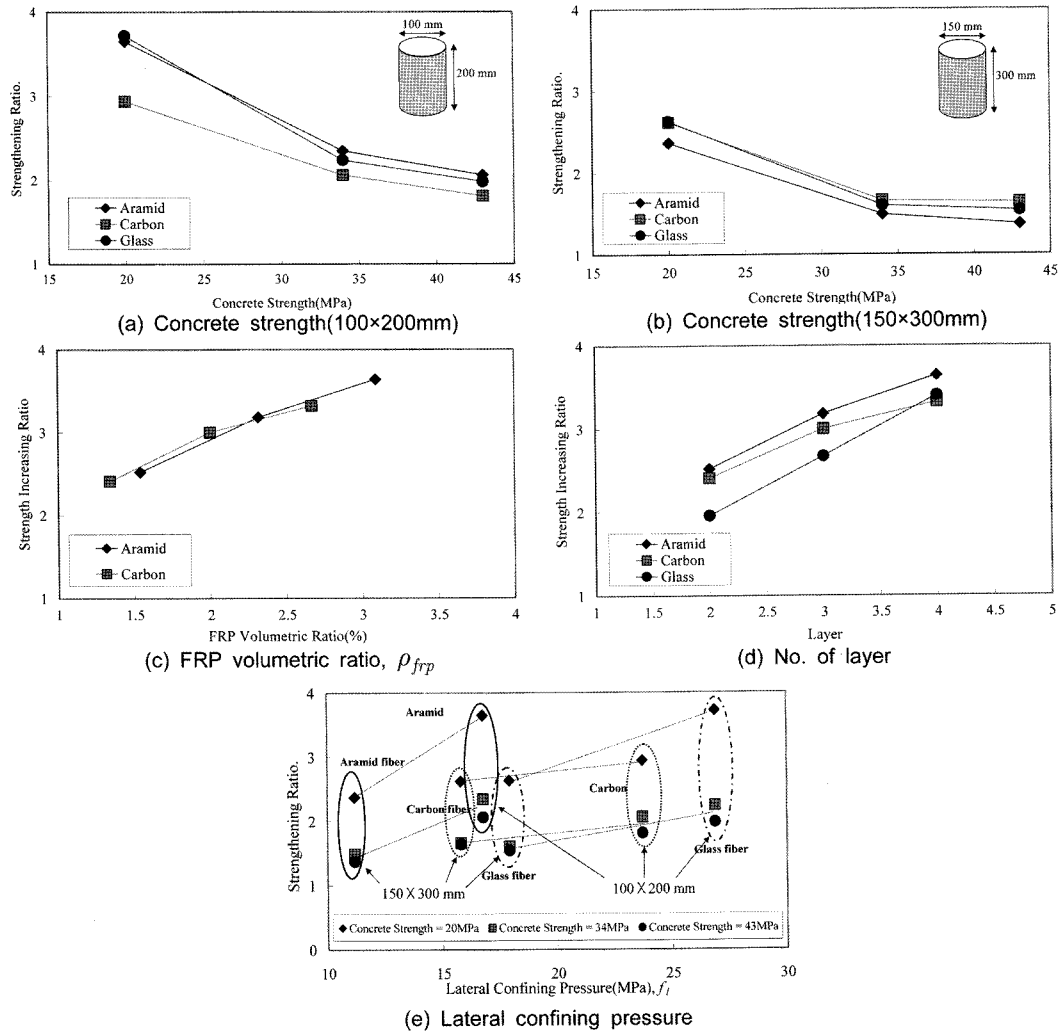 4
100 mm
Strengthening Ratio.
3
200 mm
2
Aramid
Carbon
Glass
1
15 20 25 30 35 40 45
Concrete Strength(MPa)
(a) Concrete strength(100×200mm)
4
150 mm
Strengthening Ratio.
3
300 mm
2
Aramid
Carbon
Glass
1
15 20 25 30 35 40 45
Concrete Strength(MPa)
(b) Concrete strength(150×300mm)
4
Strength Increasing Ratio
3
2
Aramid
Carbon
1
1 1.5 2 2.5 3 3.5 4
FRP Volumetric Ratio(%)
(c) FRP volumetric ratio, ρfrp
4
Strength Increasing Ratio
3
2
Aramid
Carbon
Glass
1
1 1.5 2 2.5 3 3.5 4 4.5 5
Layer
(d) No. of layer
4
Aramid
Strengthening Ratio.
3
Aramid fiber
Carbon
Carbon fiber
2
Glass fiber
Glass fiber
1
150 X 300 mm
100 X 200 mm
Concrete Strength = 20MPa Concrete Strength = 34MPa Concrete Strength = 43MPa
0
10 15 20 25 30
Lateral Confining Pressure(MPa), fl
(e) Lateral confining pressure